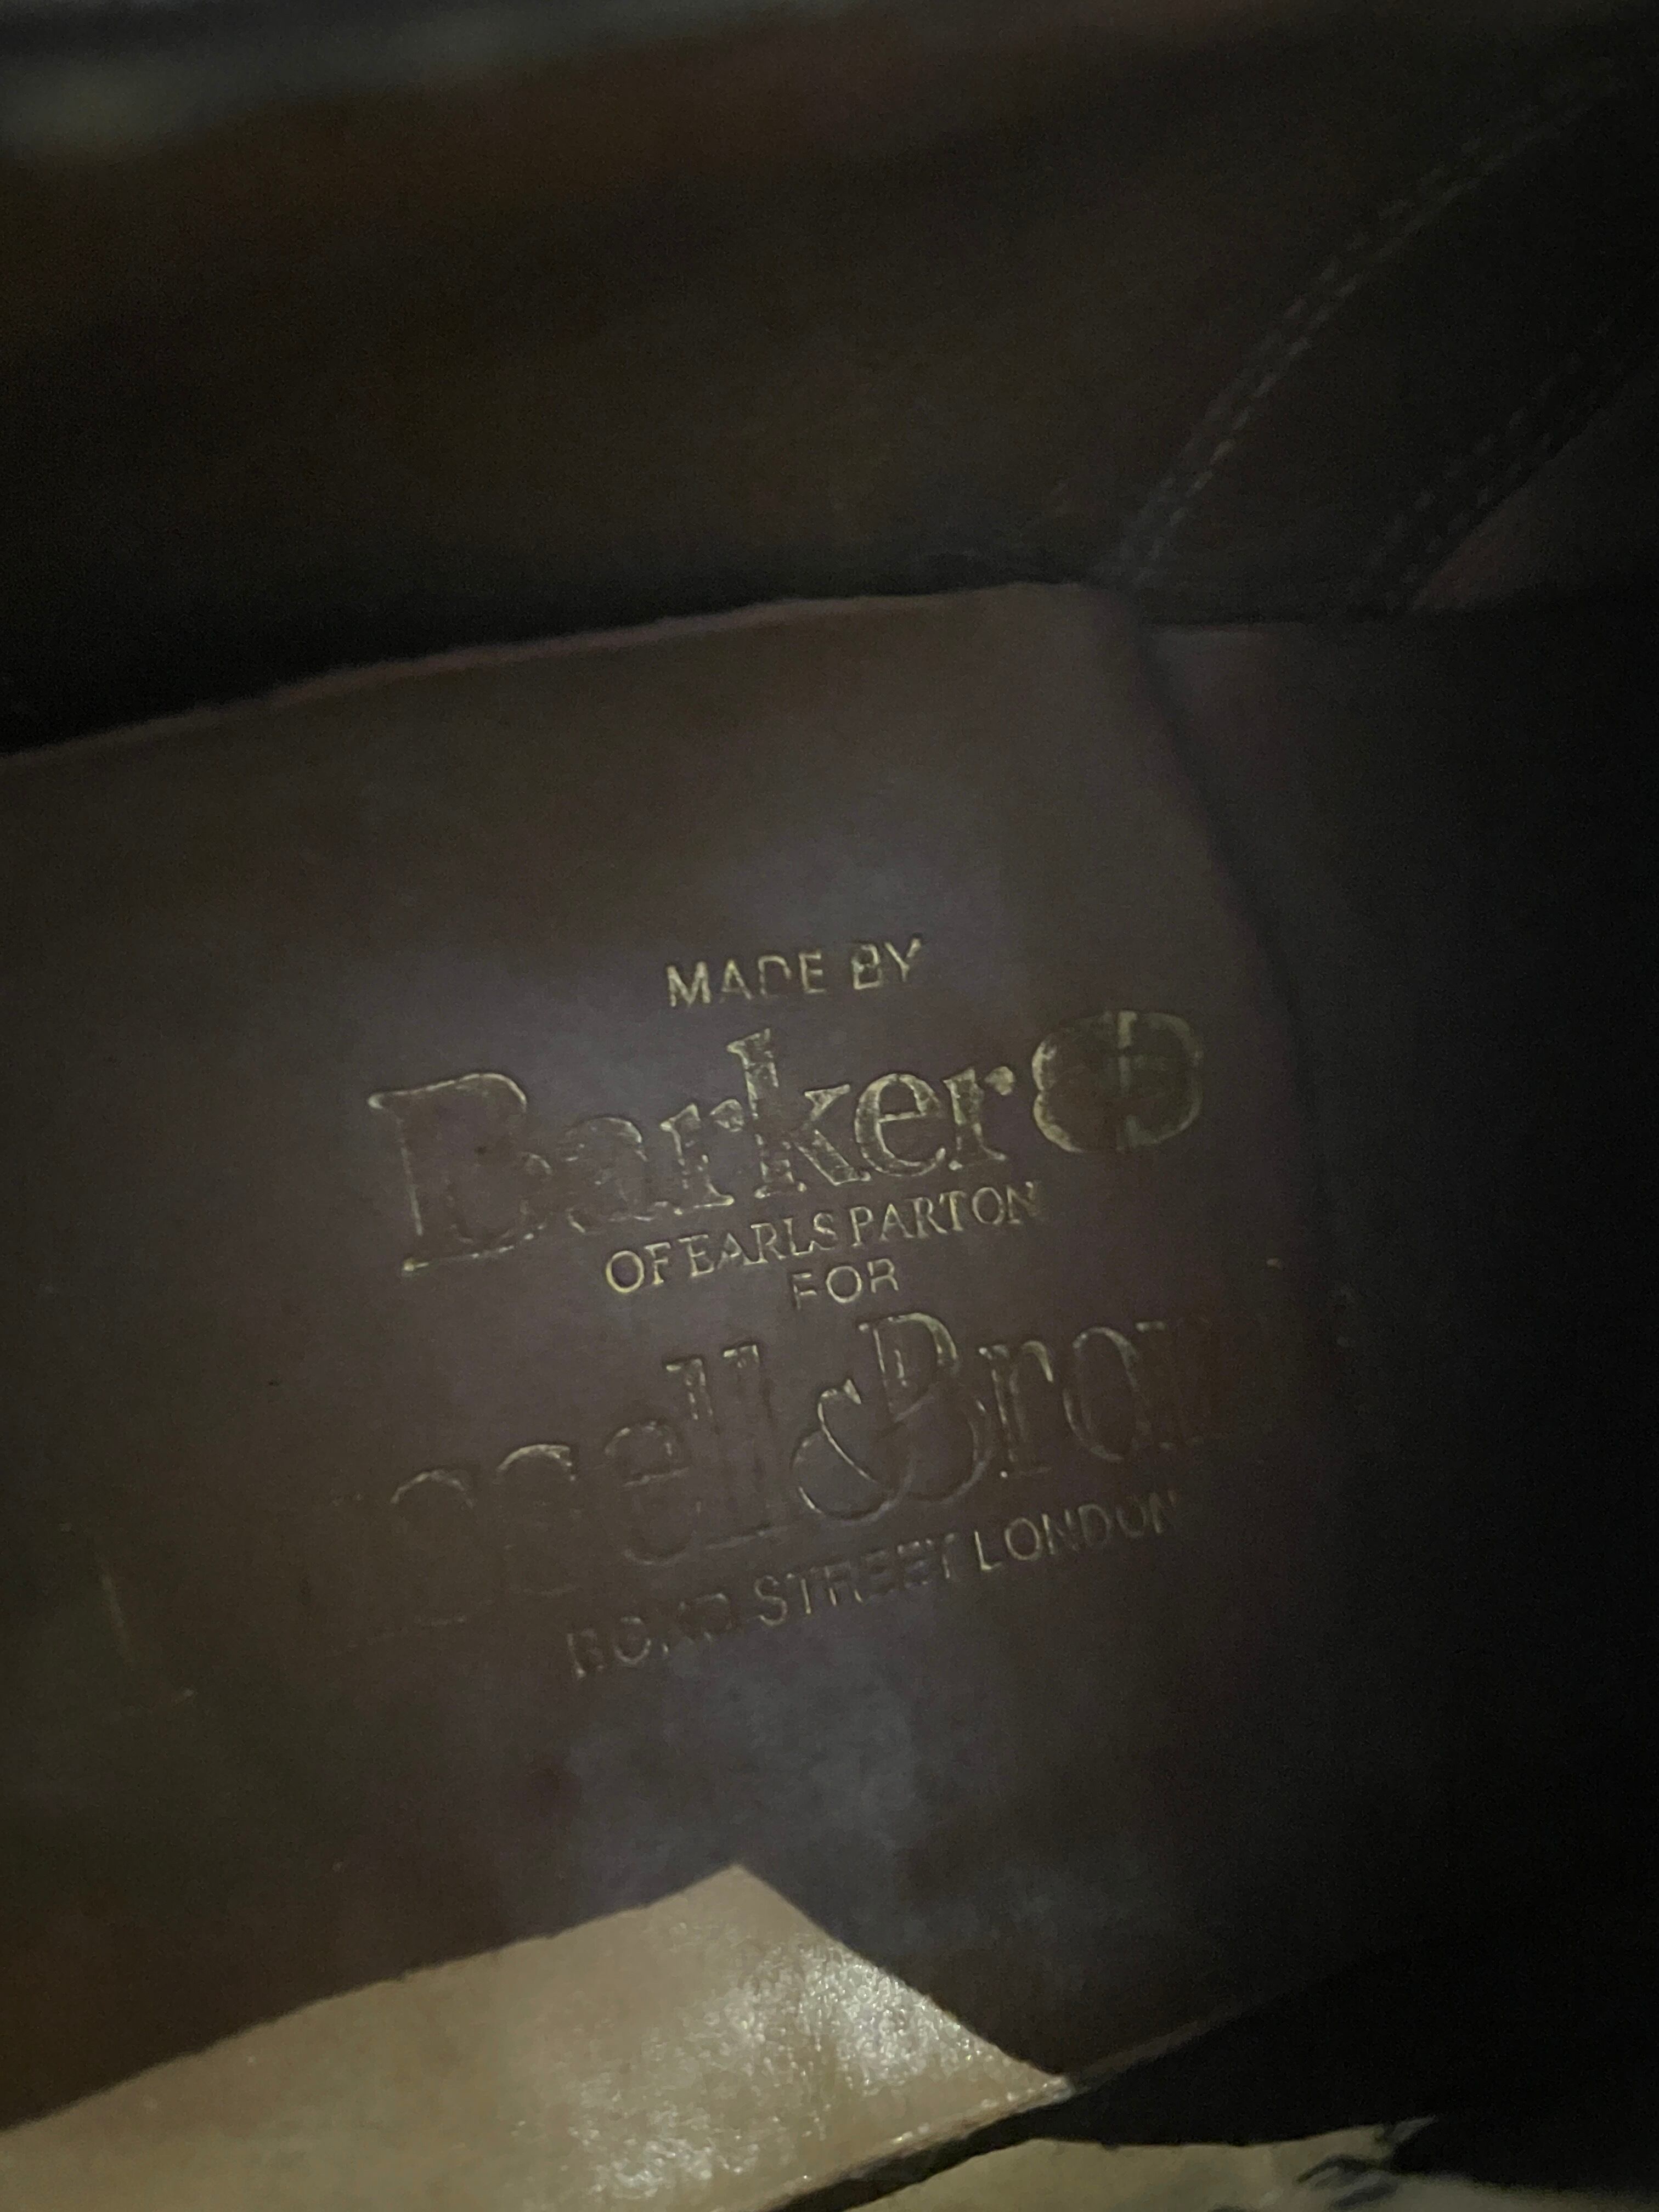 MADE BY
Barker
OF EARLS PARTON
FOR
STREET LONDON